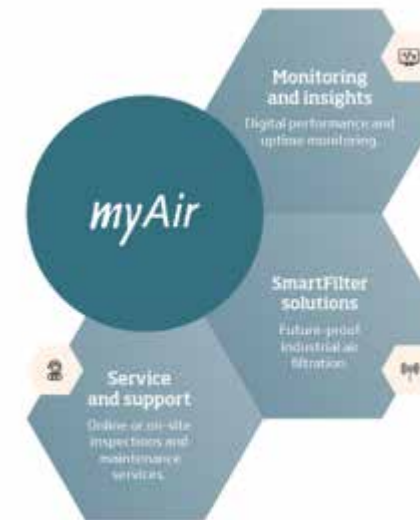 Monitoring
and insights
Digital performance and
uptime monitoring.
myAir
SmartFilter
solutions
Future-proof
industrial air
filtration
Service
and support
Online or on-site
inspections and
maintenance
services.